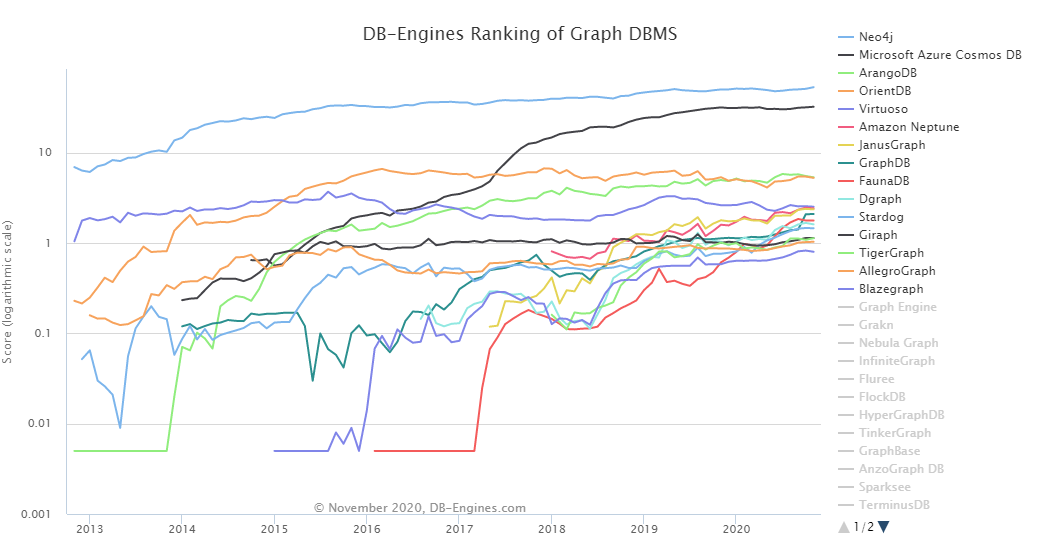 DB-Engines Ranking of Graph DBMS
Score (logarithmic scale)
10
1
0.1
0.01
0.001
2013 2014 2015 2016 2017 2018 2019 2020
© November 2020, DB-Engines.com
Neo4j
Microsoft Azure Cosmos DB
ArangoDB
OrientDB
Virtuoso
Amazon Neptune
JanusGraph
GraphDB
FaunaDB
Dgraph
Stardog
Giraph
TigerGraph
AllegroGraph
Blazegraph
Graph Engine
Grakn
Nebula Graph
InfiniteGraph
Fluree
FlockDB
HyperGraphDB
TinkerGraph
GraphBase
AnzoGraph DB
Sparksee
TerminusDB
1/2